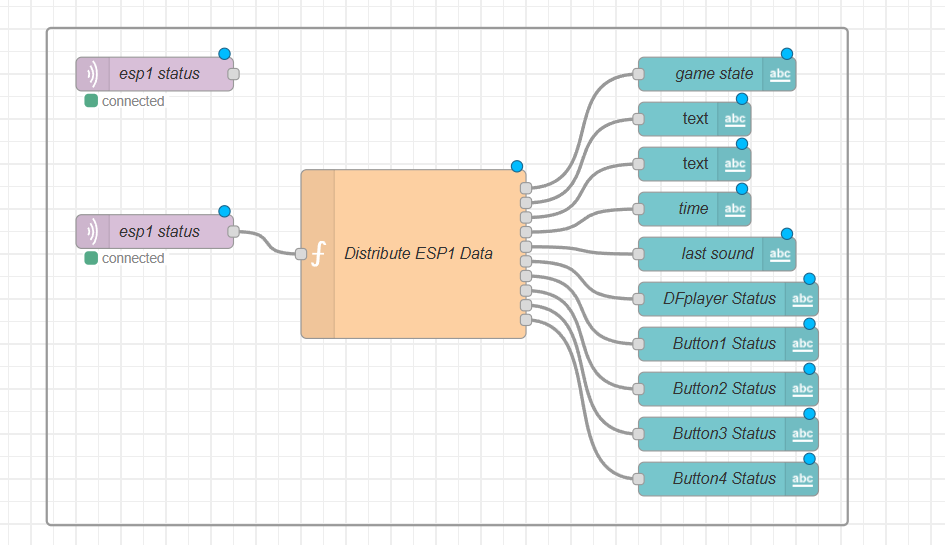 esp1 status
connected
esp1 status
connected
Distribute ESP1 Data
game state abc
text abc
text abc
time abc
last sound abc
DFplayer Status abc
Button1 Status abc
Button2 Status abc
Button3 Status abc
Button4 Status abc